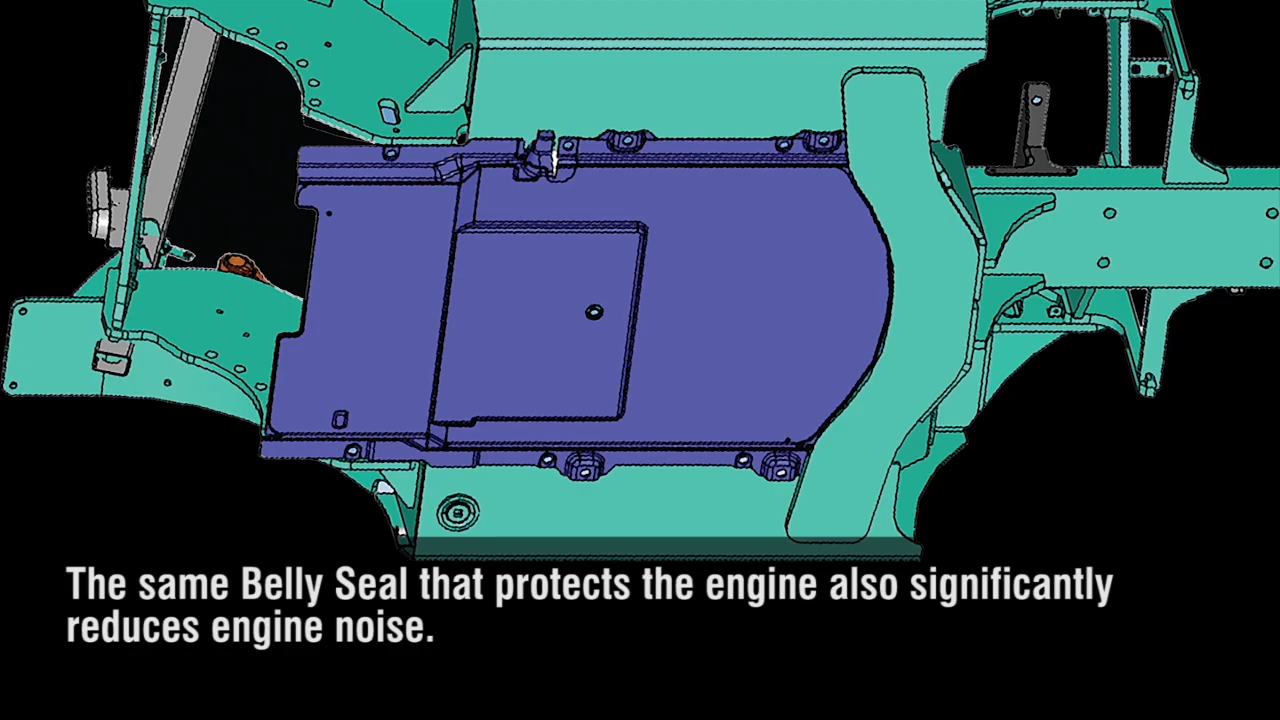 The same Belly Seal that protects the engine also significantly
reduces engine noise.